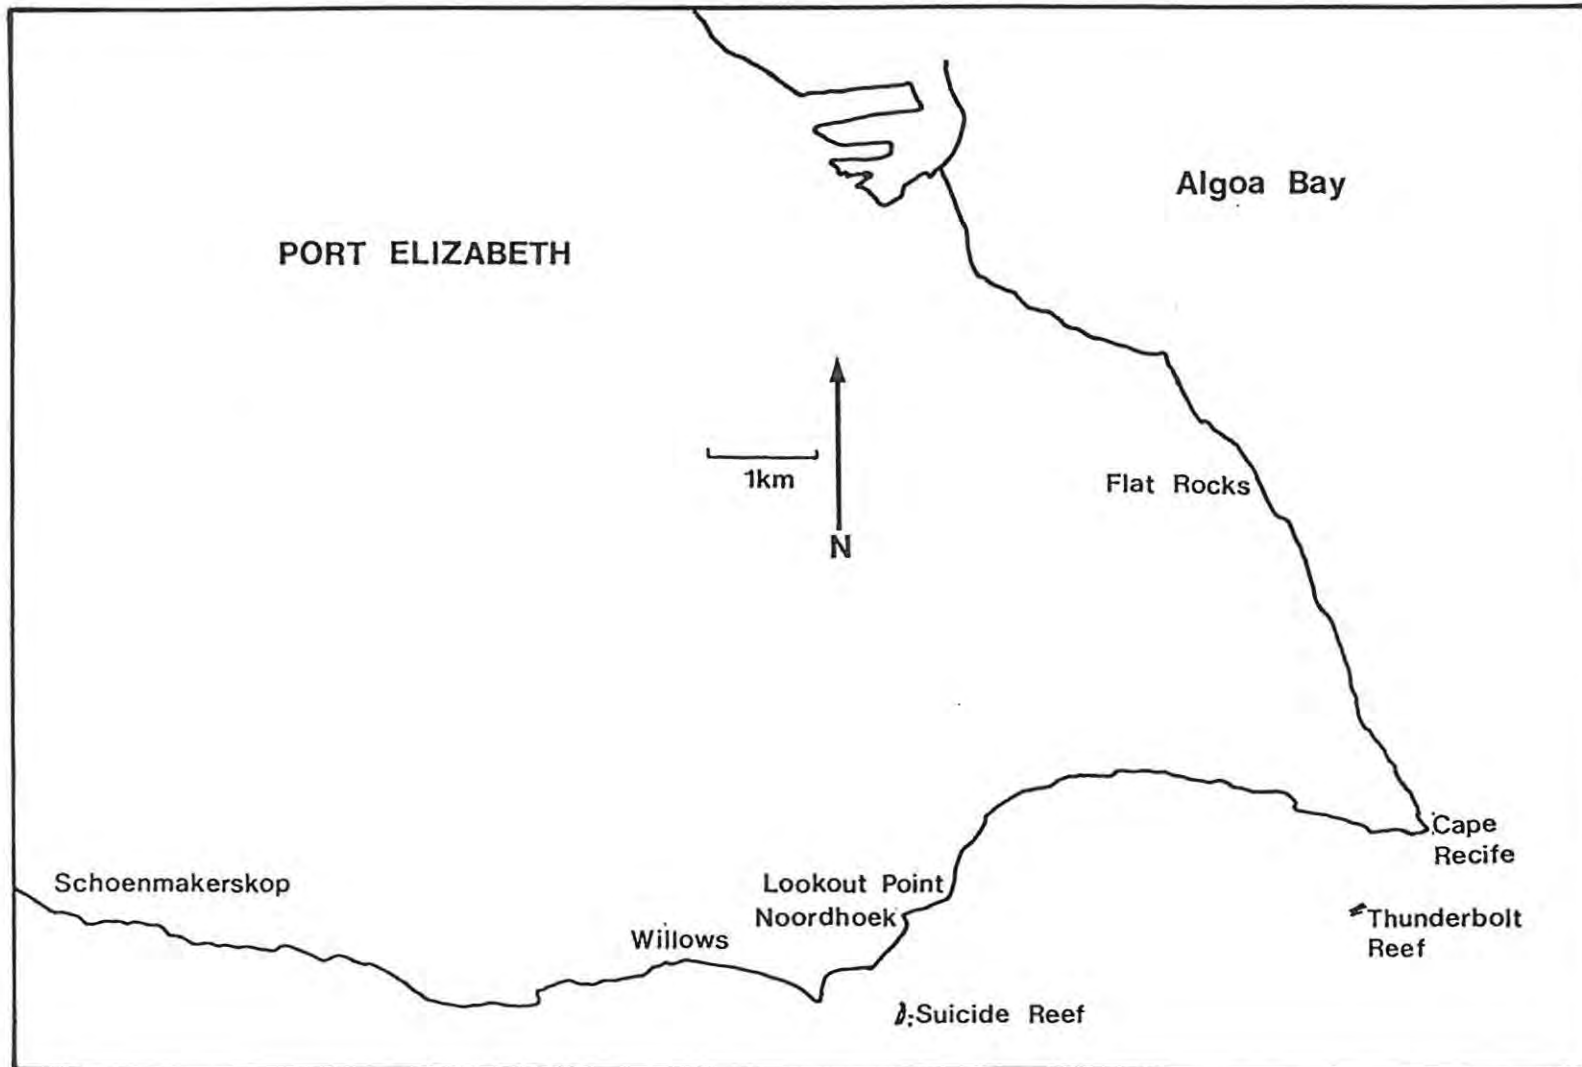 Algoa Bay
PORT ELIZABETH
1km
N
Flat Rocks
Cape
Recife
Schoenmakerskop
Lookout Point
Noordhoek
Willows
Thunderbolt
Reef
Suicide Reef